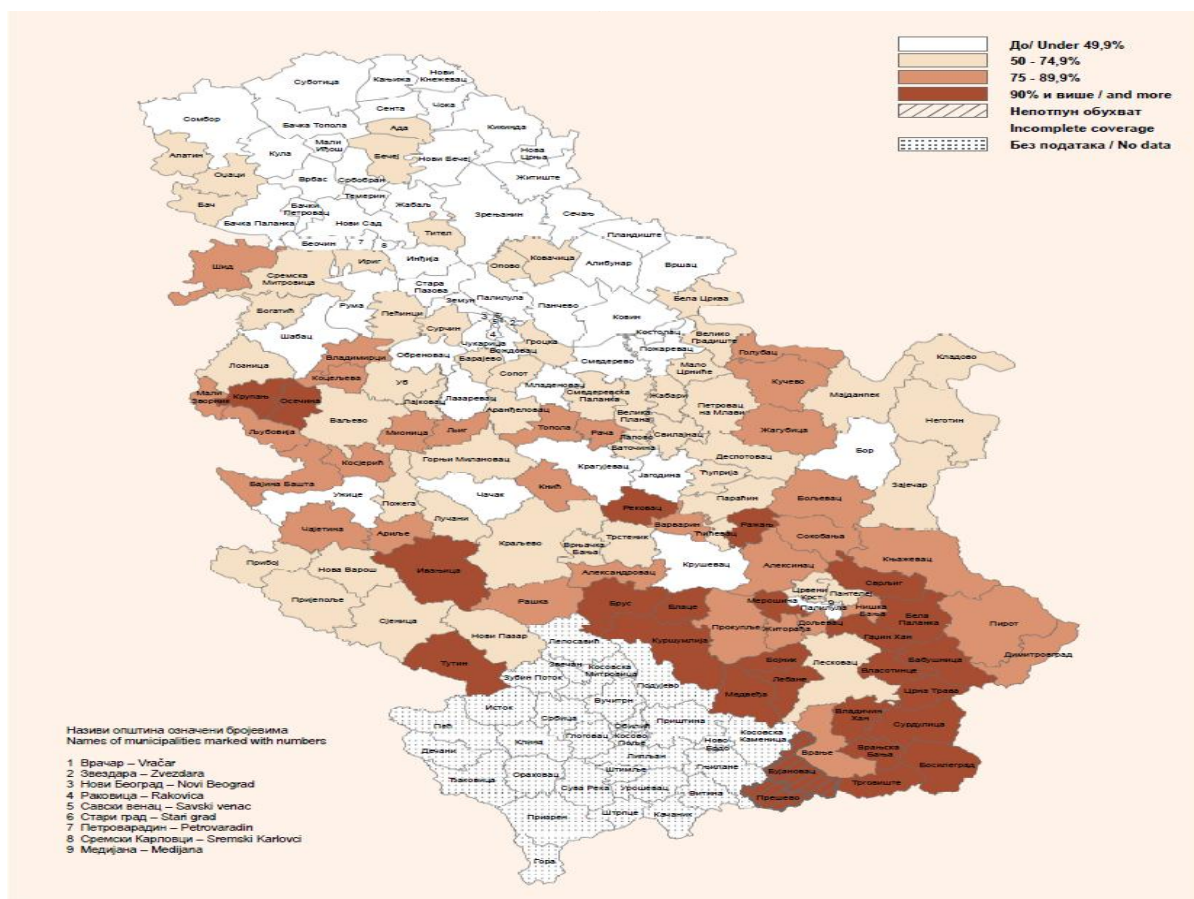 До/ Under 49,9%
50 - 74,9%
75 - 89,9%
90% и више / and more
Непотпун обухват
Incomplete coverage
Без података / No data
Суботица
Кањижа
Нови
Кнежевац
Сомбор
Сента
Чока
Бачка Топола
Ада
Кикинда
Мали
Иђош
Апатин
Кула
Бечеј
Нови Бечеј
Нова
Црња
Оџаци
Врбас
Србобран
Житиште
Бач
Темерин
Бачки
Петровац
Жабаљ
Зрењанин
Сечањ
Бачка Паланка
Нови Сад
Тител
Пландиште
Беочин
7
8
Шид
Ириг
Инђија
Опово
Ковачица
Алибунар
Вршац
Сремска
Митровица
Стара
Пазова
Рума
Земун
Палилула
Панчево
Бела Црква
Богатић
Пећинци
Сурчин
Ковин
Шабац
Чукарица
Вождовац
Гроцка
Костолац
Велико
Градиште
Владимирци
Обреновац
Барајево
Смедерево
Пожаревац
Голубац
Кладово
Лозница
Коцељева
Уб
Сопот
Младеновац
Мало
Црниће
Кучево
Мали
Зворник
Крупањ
Осечина
Лајковац
Лазаревац
Смедеревска
Паланка
Жабари
Петровац
на Млави
Мајданпек
Аранђеловац
Велика
Плана
Неготин
Љубовија
Ваљево
Мионица
Љиг
Топола
Рача
Лапово
Свилајнац
Жагубица
Баточина
Бор
Косјерић
Горњи Милановац
Крагујевац
Јагодина
Деспотовац
Ћуприја
Бајина Башта
Ужице
Пожега
Чачак
Кнић
Параћин
Бољевац
Зајечар
Чајетина
Ариље
Лучани
Рековац
Варварин
Ћићевац
Ражањ
Сокобања
Краљево
Врњачка
Бања
Трстеник
Књажевац
Прибој
Нова Варош
Ивањица
Александровац
Крушевац
Алексинац
Сврљиг
Пријепоље
Рашка
Брус
Блаце
Мерошина
Црвени
Крст
Пантелеј
Палилула
9
Нишка
Бања
Бела
Паланка
Пирот
Сјеница
Куршумлија
Прокупље
Житорађа
Дољевац
Гаџин Хан
Димитровград
Нови Пазар
Лепосавић
Бојник
Лесковац
Бабушница
Тутин
Зубин Поток
Звечан
Косовска
Митровица
Подујево
Лебане
Власотинце
Медвеђа
Црна Трава
Исток
Србица
Вучитрн
Приштина
Владичин
Хан
Сурдулица
Пећ
Клина
Глоговац
Обилић
Косово
Поље
Ново
Брдо
Косовска
Каменица
Врање
Врањска
Бања
Босилеград
Дечани
Липљан
Гњилане
Бујановац
Ђаковица
Ораховац
Штимље
Сува Река
Урошевац
Витина
Прешево
Трговиште
Призрен
Штрпце
Качаник
Гора
Називи општина означени бројевима
Names of municipalities marked with numbers
1 Врачар – Vračar
2 Звездара – Zvezdara
3 Нови Београд – Novi Beograd
4 Раковица – Rakovica
5 Савски венац – Savski venac
6 Стари град – Stari grad
7 Петроварадин – Petrovaradin
8 Сремски Карловци – Sremski Karlovci
9 Медијана – Medijana